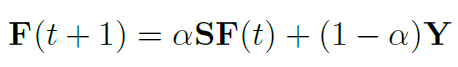 F(t + 1) = αSF(t) + (1 − α)Y